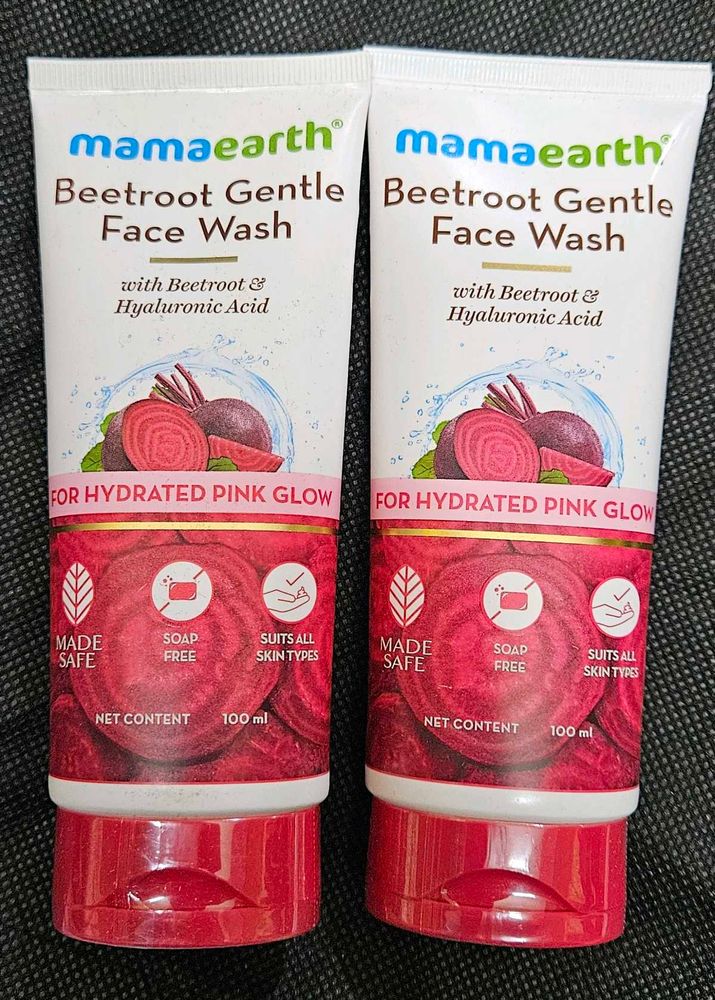 mamaearth®
Beetroot Gentle
Face Wash
with Beetroot &
Hyaluronic Acid
FOR HYDRATED PINK GLOW
MADE
SAFE
SOAP
FREE
SUITS ALL
SKIN TYPES
NET CONTENT 100 ml
mamaearth®
Beetroot Gentle
Face Wash
with Beetroot &
Hyaluronic Acid
FOR HYDRATED PINK GLOW
MADE
SAFE
SOAP
FREE
SUITS ALL
SKIN TYPES
NET CONTENT 100 ml